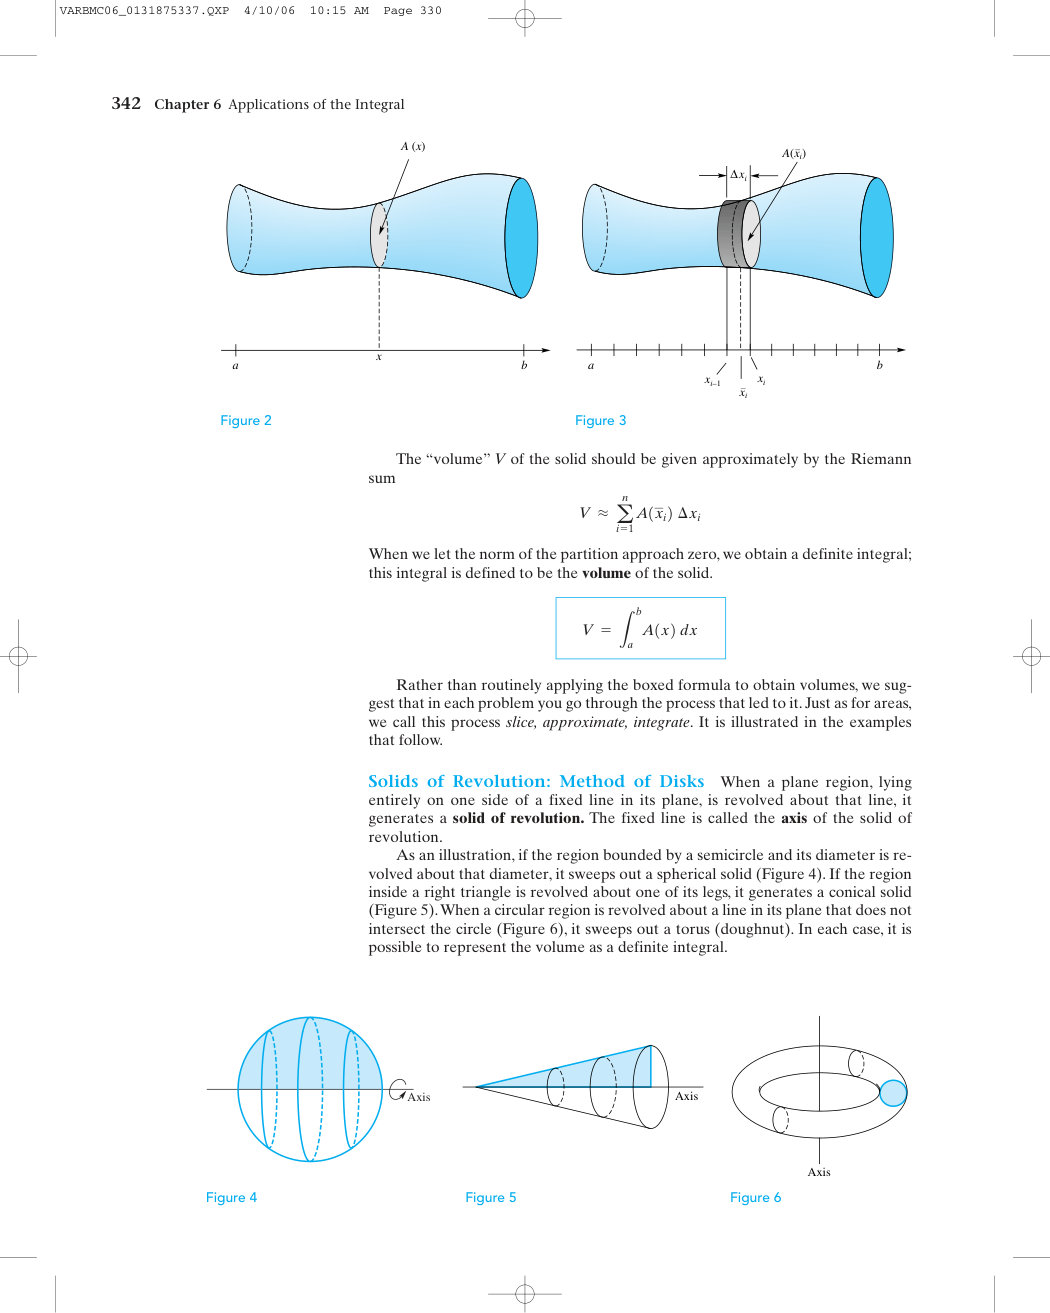 VARBMC06_0131875337.QXP 4/10/06 10:15 AM Page 330
342 Chapter 6 Applications of the Integral
A (x)
a
x
b
Figure 2
A(x̅ᵢ)
Δxᵢ
a
b
xᵢ₋₁
x̅ᵢ
xᵢ
Figure 3
The “volume” V of the solid should be given approximately by the Riemann
sum
V ≈ ∑ⁿᵢ₌₁ A(x̅ᵢ) Δxᵢ
When we let the norm of the partition approach zero, we obtain a definite integral;
this integral is defined to be the volume of the solid.
V = ∫ₐᵇ A(x) dx
Rather than routinely applying the boxed formula to obtain volumes, we sug-
gest that in each problem you go through the process that led to it. Just as for areas,
we call this process slice, approximate, integrate. It is illustrated in the examples
that follow.
Solids of Revolution: Method of Disks When a plane region, lying
entirely on one side of a fixed line in its plane, is revolved about that line, it
generates a solid of revolution. The fixed line is called the axis of the solid of
revolution.
As an illustration, if the region bounded by a semicircle and its diameter is re-
volved about that diameter, it sweeps out a spherical solid (Figure 4). If the region
inside a right triangle is revolved about one of its legs, it generates a conical solid
(Figure 5). When a circular region is revolved about a line in its plane that does not
intersect the circle (Figure 6), it sweeps out a torus (doughnut). In each case, it is
possible to represent the volume as a definite integral.
Axis
Figure 4
Axis
Figure 5
Axis
Figure 6